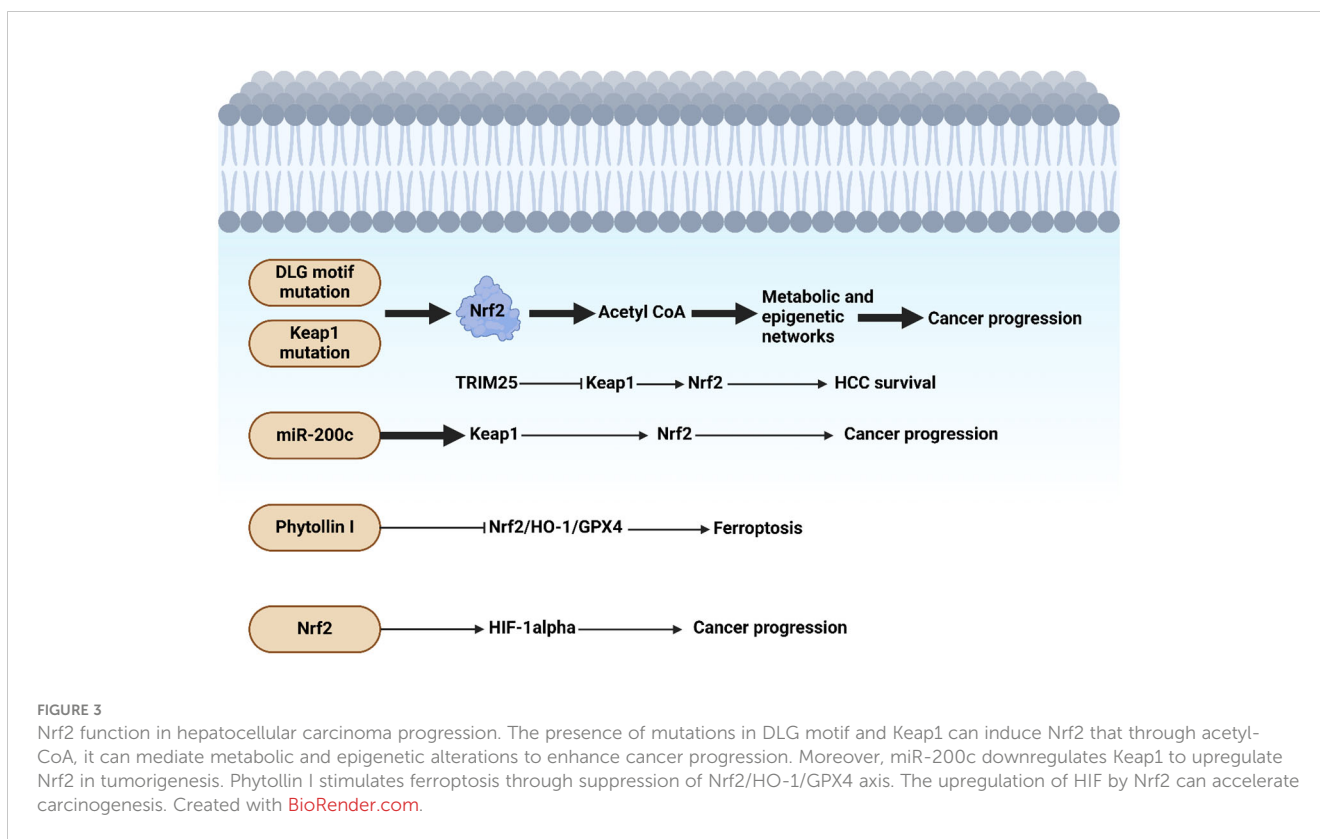 DLG motif
mutation
Keap1
mutation
Nrf2
Acetyl CoA
Metabolic and
epigenetic
networks
Cancer progression
TRIM25 Keap1 Nrf2 HCC survival
miR-200c Keap1 Nrf2 Cancer progression
Phytollin I Nrf2/HO-1/GPX4 Ferroptosis
Nrf2 HIF-1alpha Cancer progression
FIGURE 3
Nrf2 function in hepatocellular carcinoma progression. The presence of mutations in DLG motif and Keap1 can induce Nrf2 that through acetyl-
CoA, it can mediate metabolic and epigenetic alterations to enhance cancer progression. Moreover, miR-200c downregulates Keap1 to upregulate
Nrf2 in tumorigenesis. Phytollin I stimulates ferroptosis through suppression of Nrf2/HO-1/GPX4 axis. The upregulation of HIF by Nrf2 can accelerate
carcinogenesis. Created with BioRender.com.